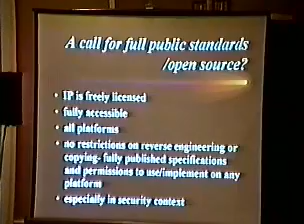 A call for full public standards
/open source?
• IP is freely licensed
• fully accessible
• all platforms
• no restrictions on reverse engineering or
copying- fully published specifications
and permissions to use/implement on any
platform
• especially in security context